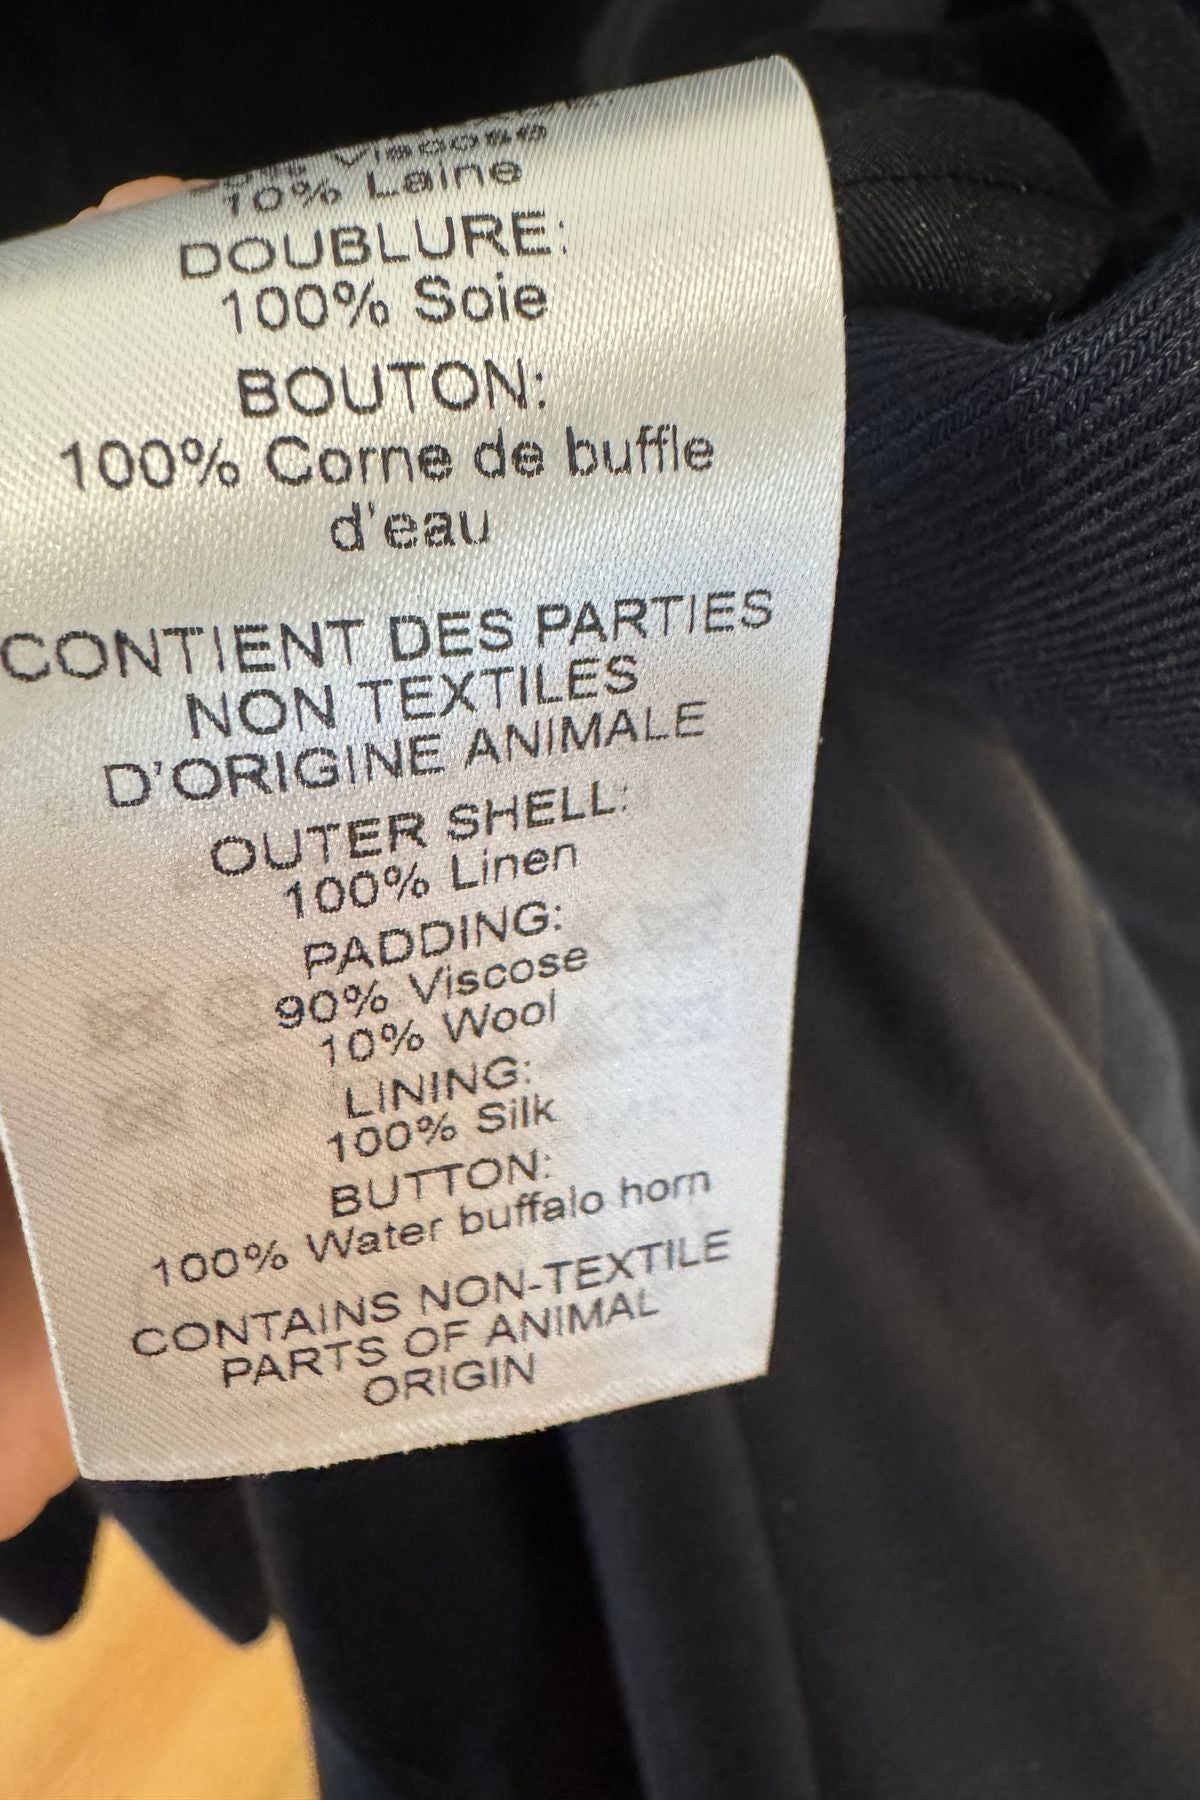 Viscose
10% Laine
DOUBLURE:
100% Soie
BOUTON:
100% Corne de buffle
d'eau
CONTIENT DES PARTIES
NON TEXTILES
D'ORIGINE ANIMALE
OUTER SHELL:
100% Linen
PADDING:
90% Viscose
10% Wool
LINING:
100% Silk
BUTTON:
100% Water buffalo horn
CONTAINS NON-TEXTILE
PARTS OF ANIMAL
ORIGIN